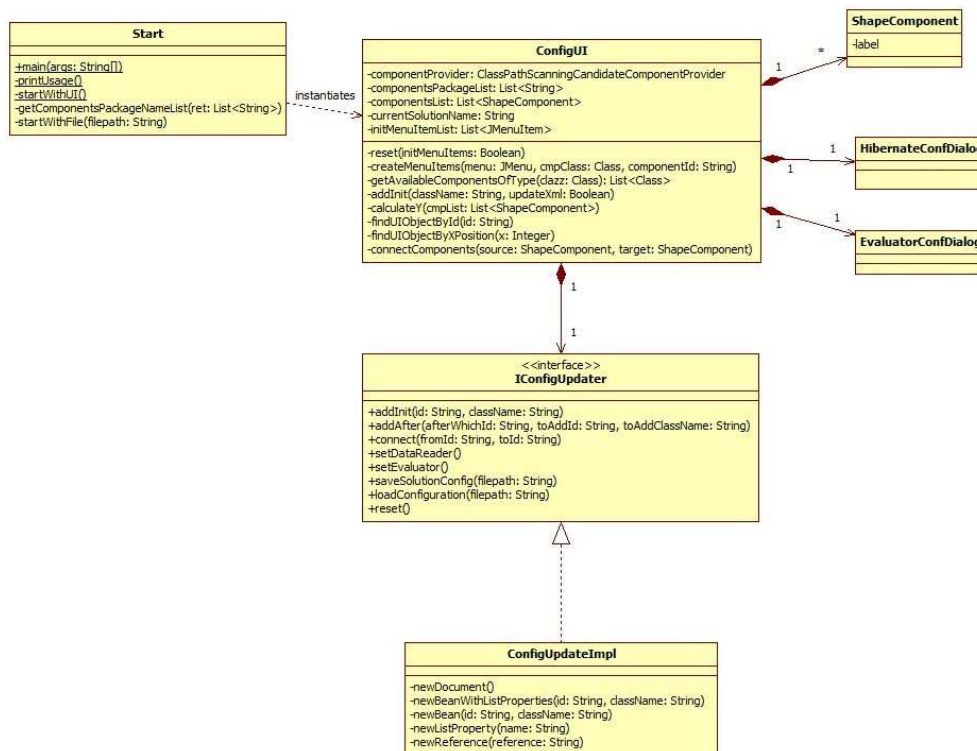 Start
+main(args: String[])
-printUsage()
-startWithUI()
-getComponentsPackageNameList(ret: List<String>)
-startWithFile(filepath: String)
instantiates
ConfigUI
-componentProvider: ClassPathScanningCandidateComponentProvider
-componentsPackageList: List<String>
-componentsList: List<ShapeComponent>
-currentSolutionName: String
-initMenuItemList: List<JMenuItem>
-reset(initMenuItems: Boolean)
-createMenuItems(menu: JMenu, cmpClass: Class, componentId: String)
-getAvailableComponentsOfType(clazz: Class): List<Class>
-addInit(className: String, updateXml: Boolean)
-calculateY(cmpList: List<ShapeComponent>)
-findUIObjectById(id: String)
-findUIObjectByXPosition(x: Integer)
-connectComponents(source: ShapeComponent, target: ShapeComponent)
1
*
ShapeComponent
-label
1
1
HibernateConfDialog
1
1
EvaluatorConfDialog
1
1
<<interface>>
IConfigUpdater
+addInit(id: String, className: String)
+addAfter(afterWhichId: String, toAddId: String, toAddClassName: String)
+connect(fromId: String, toId: String)
+setDataReader()
+setEvaluator()
+saveSolutionConfig(filepath: String)
+loadConfiguration(filepath: String)
+reset()
ConfigUpdateImpl
-newDocument()
-newBeanWithListProperties(id: String, className: String)
-newBean(id: String, className: String)
-newListProperty(name: String)
-newReference(reference: String)